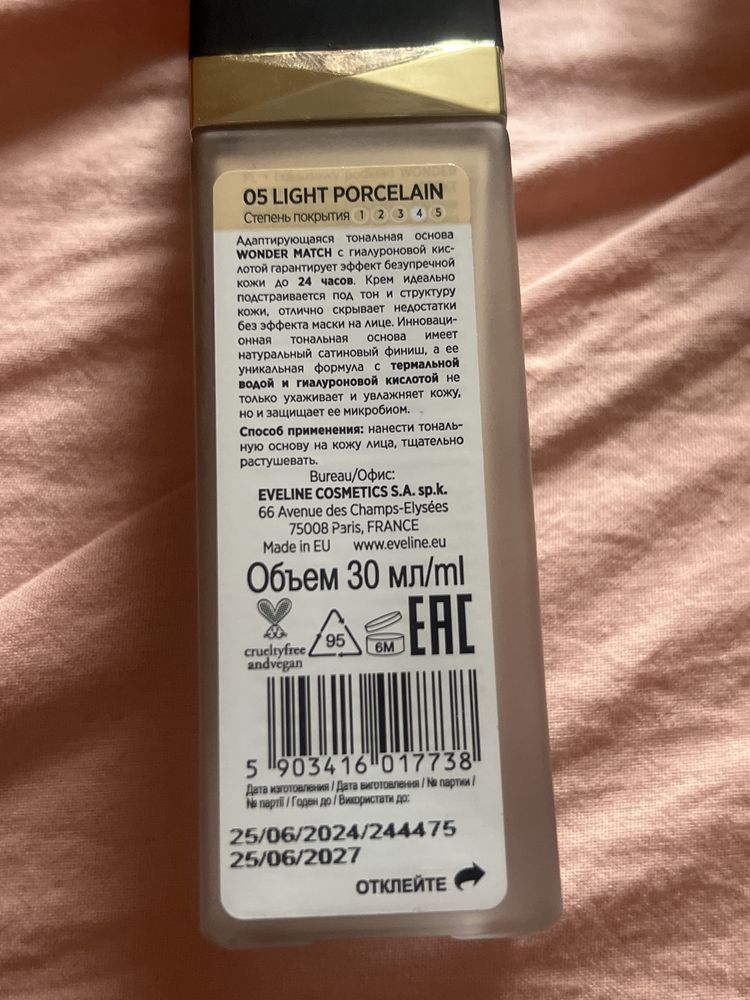 05 LIGHT PORCELAIN
Степень покрытия 1 2 3 4 5
Адаптирующаяся тональная основа
WONDER MATCH с гиалуроновой кис-
лотой гарантирует эффект безупречной
кожи до 24 часов. Крем идеально
подстраивается под тон и структуру
кожи, отлично скрывает недостатки
без эффекта маски на лице. Инноваци-
онная тональная основа имеет
натуральный сатиновый финиш, а ее
уникальная формула с термальной
водой и гиалуроновой кислотой не
только ухаживает и увлажняет кожу,
но и защищает ее микробиом.
Способ применения: нанести тональ-
ную основу на кожу лица, тщательно
растушевать.
Bureau/Офис:
EVELINE COSMETICS S.A. sp.k.
66 Avenue des Champs-Elysées
75008 Paris, FRANCE
Made in EU www.eveline.eu
Объем 30 мл/ml
crueltyfree
andvegan
95
6M
EAC
5 903416 017738
Дата изготовления / Дата виготовлення / № партии /
№ партії / Годен до / Використати до:
25/06/2024/244475
25/06/2027
ОТКЛЕЙТЕ